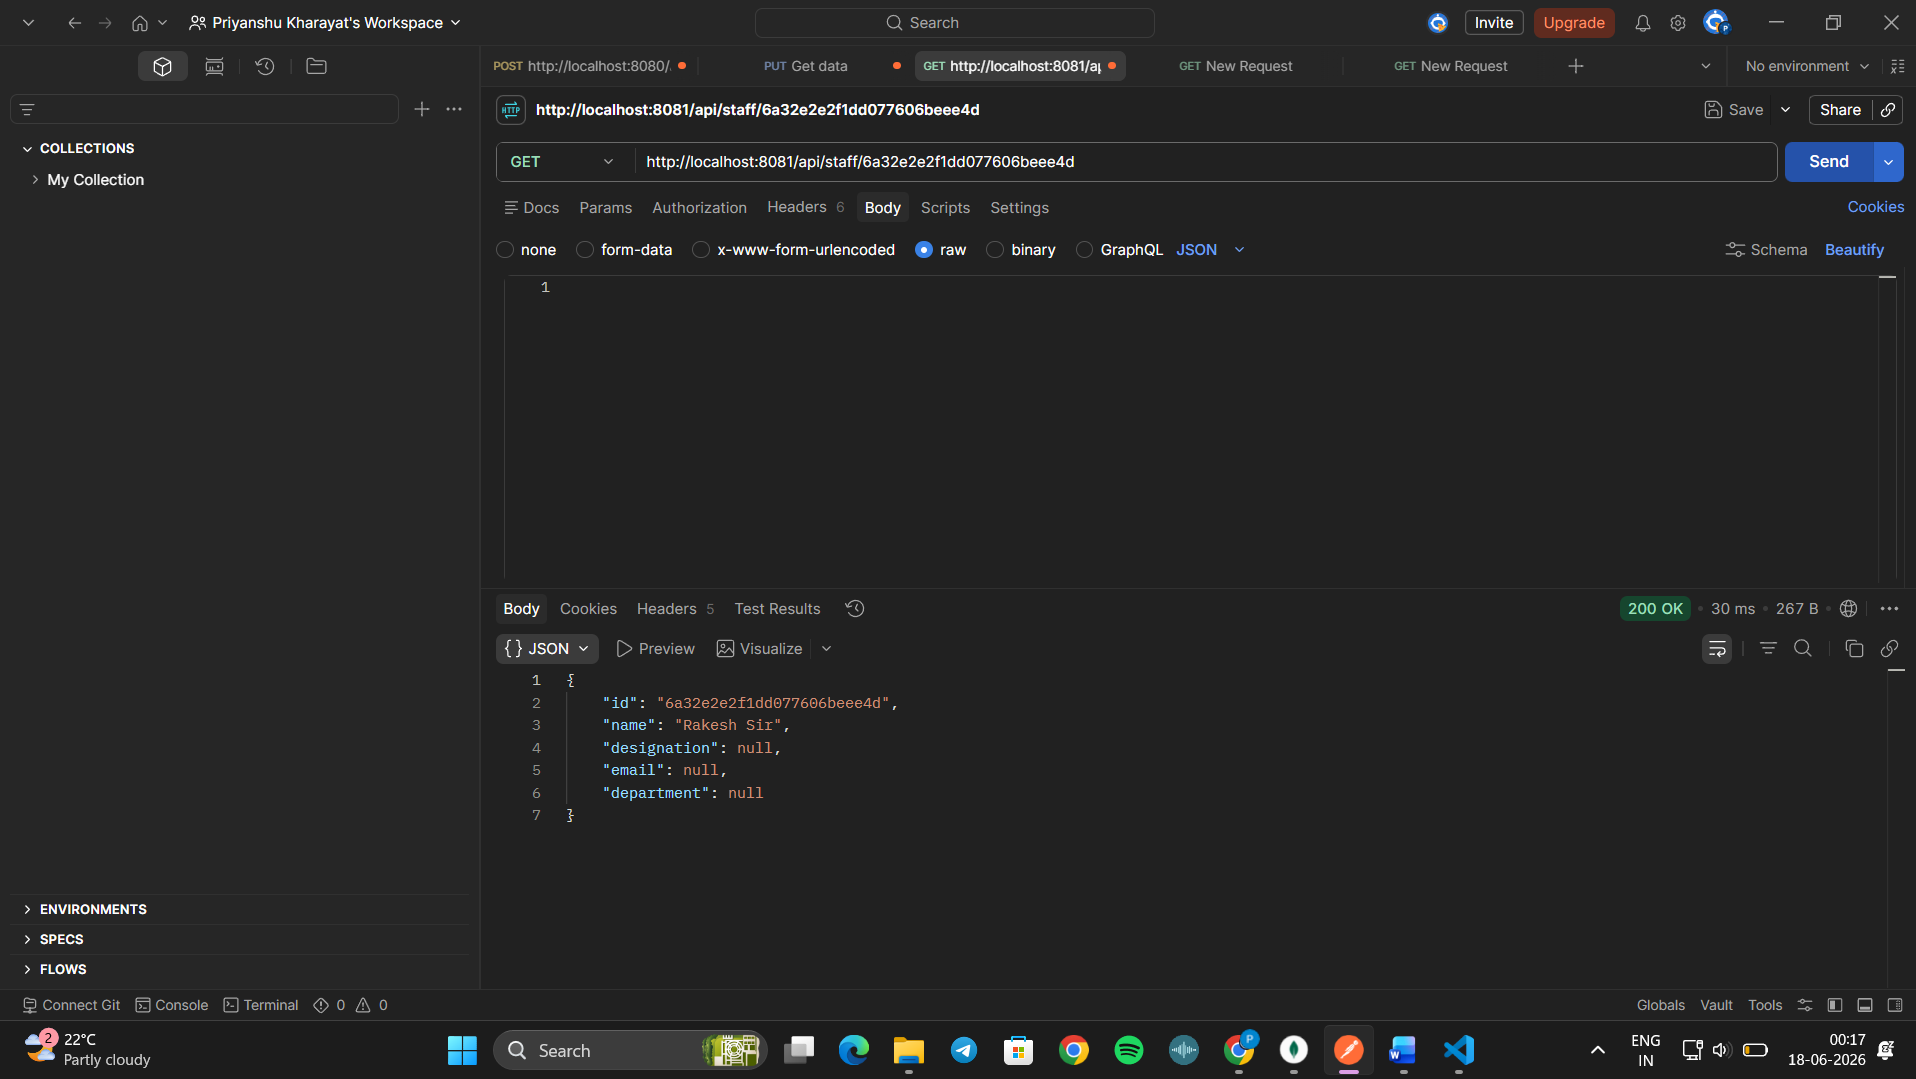 Priyanshu Kharayat's Workspace
Search
Invite
Upgrade
POST http://localhost:8080/.
PUT Get data
GET http://localhost:8081/ap
GET New Request
GET New Request
No environment
HTTP http://localhost:8081/api/staff/6a32e2e2f1dd077606beee4d
Save
Share
COLLECTIONS
My Collection
GET
http://localhost:8081/api/staff/6a32e2e2f1dd077606beee4d
Send
Docs Params Authorization Headers 6 Body Scripts Settings
Cookies
none form-data x-www-form-urlencoded raw binary GraphQL JSON
Schema Beautify
1
Body Cookies Headers 5 Test Results
200 OK • 30 ms • 267 B
{} JSON Preview Visualize
1 {
2 "id": "6a32e2e2f1dd077606beee4d",
3 "name": "Rakesh Sir",
4 "designation": null,
5 "email": null,
6 "department": null
7 }
ENVIRONMENTS
SPECS
FLOWS
Connect Git Console Terminal 0 0
Globals Vault Tools
2
22°C
Partly cloudy
Search
P
W
ENG
IN
00:17
18-06-2026